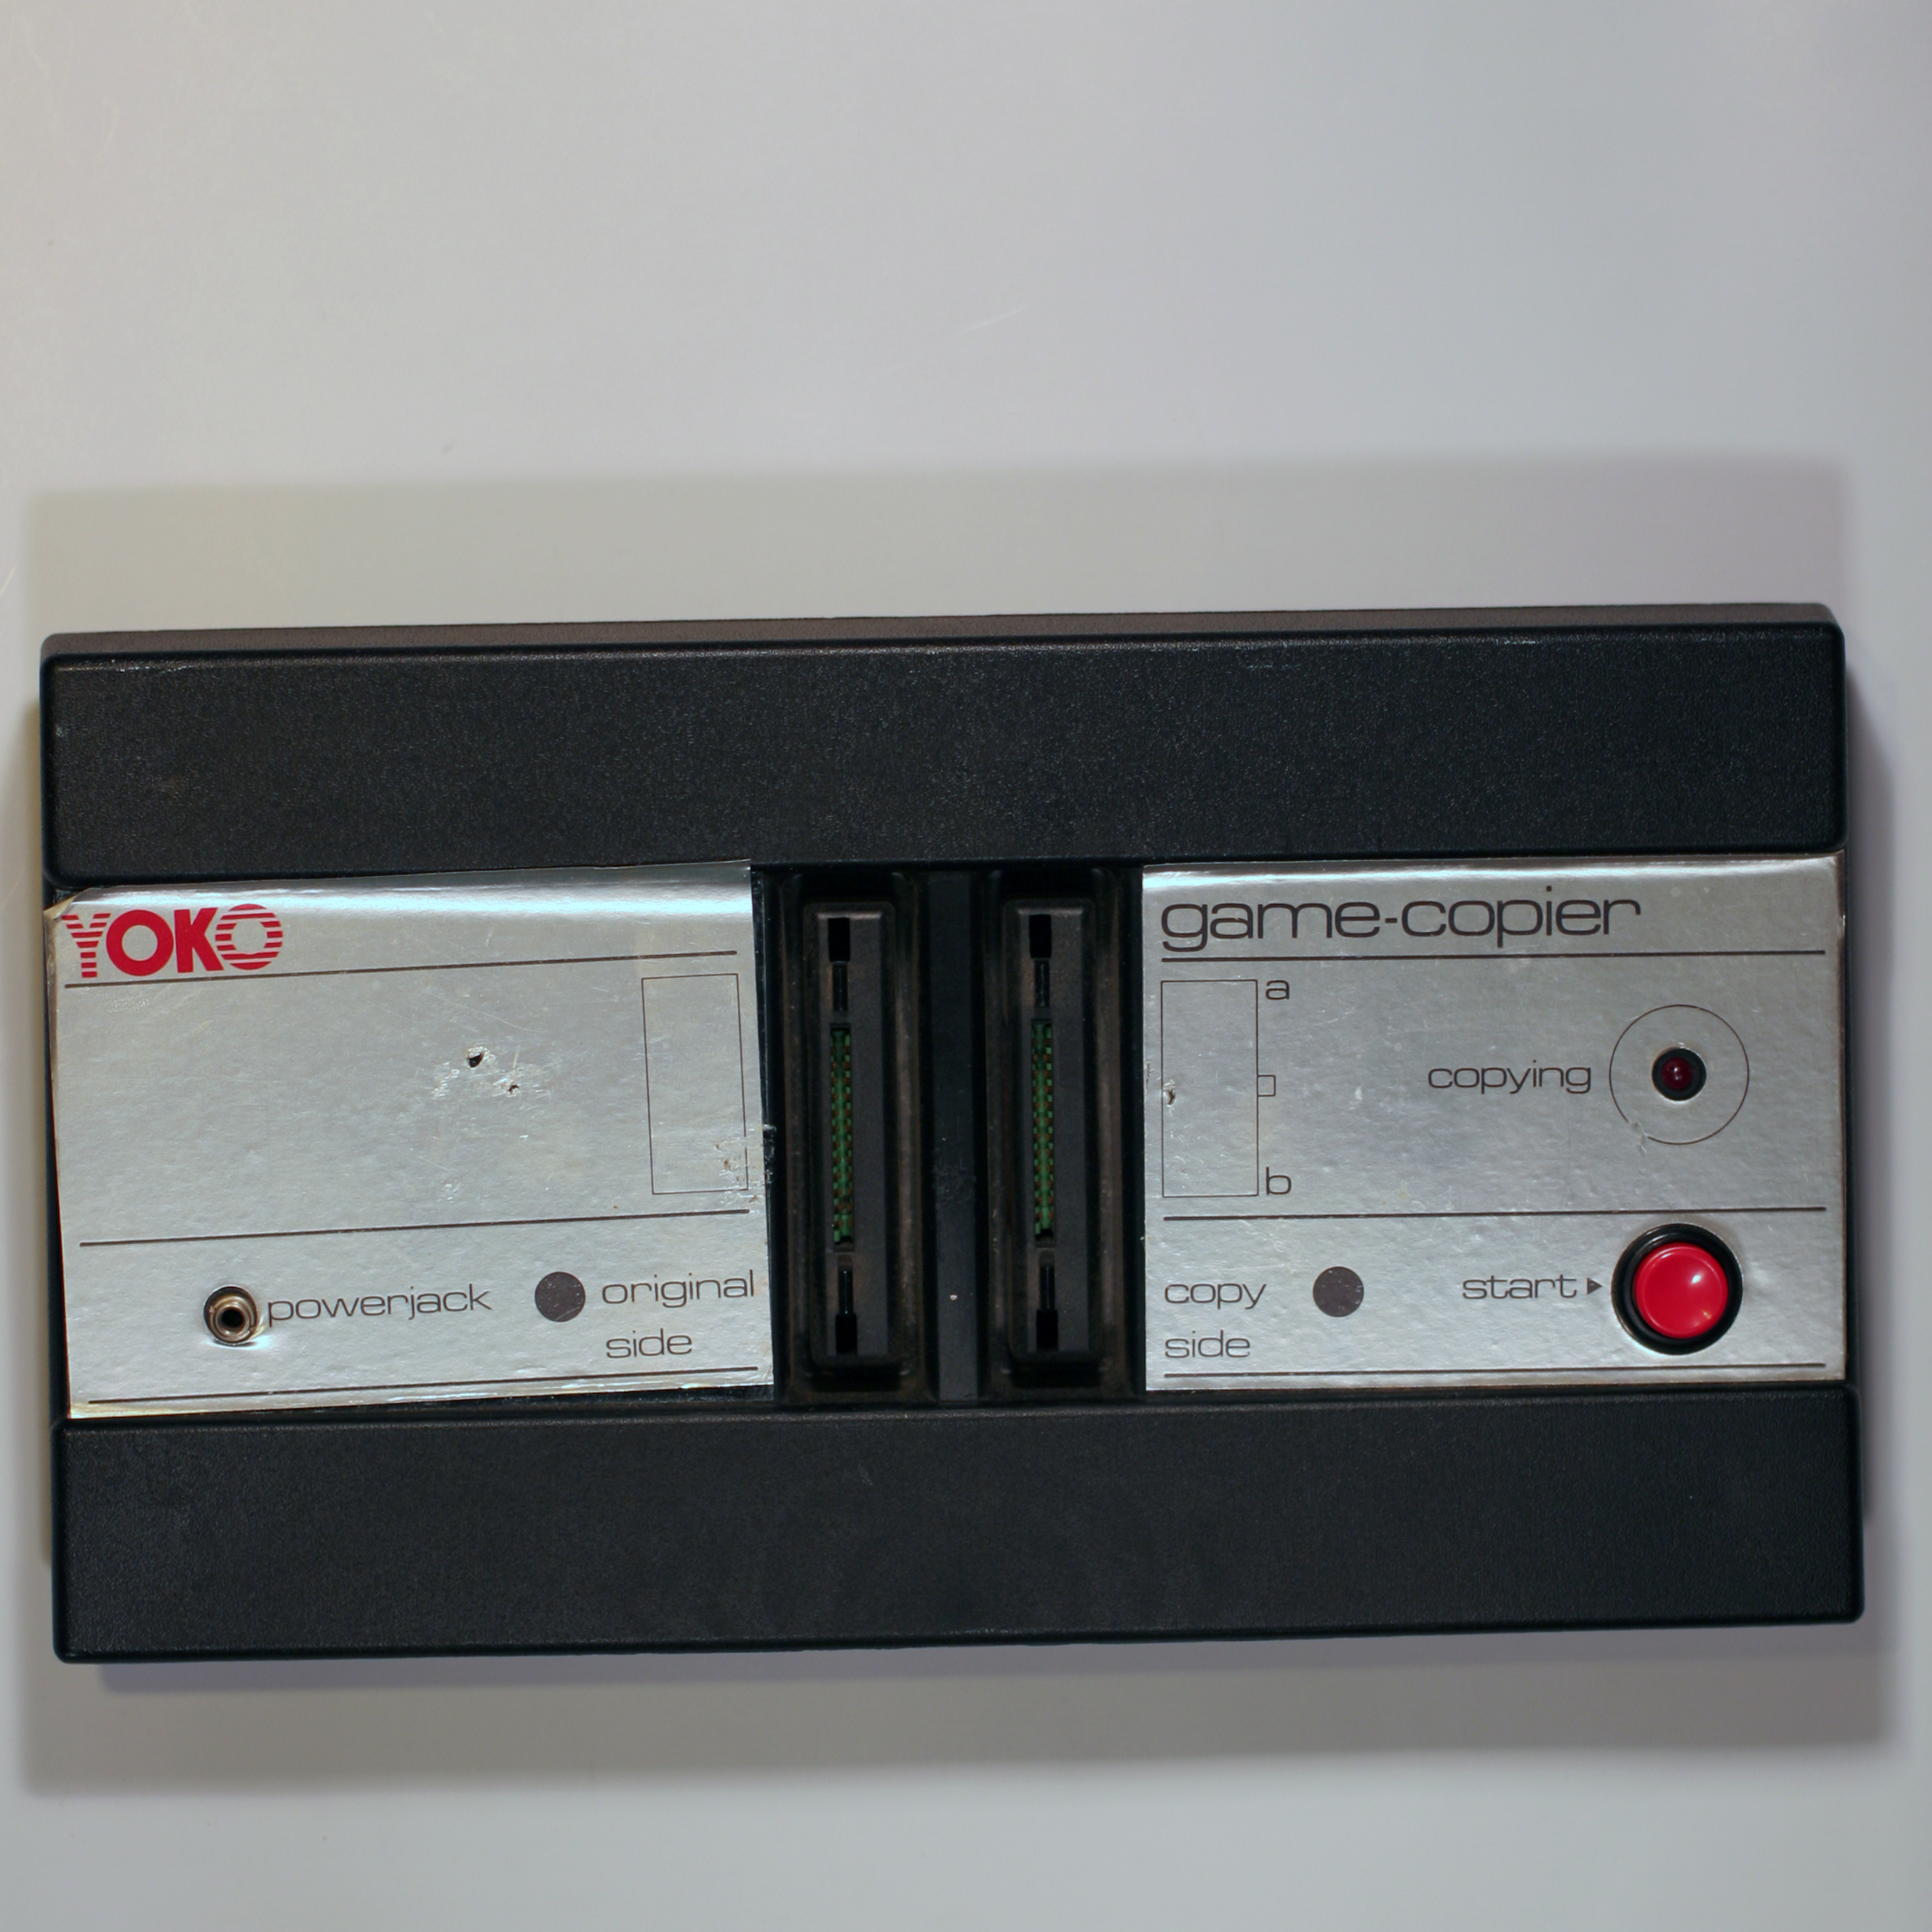 YOKO
powerjack
original
side
game-copier
a
copying
b
copy
start
side